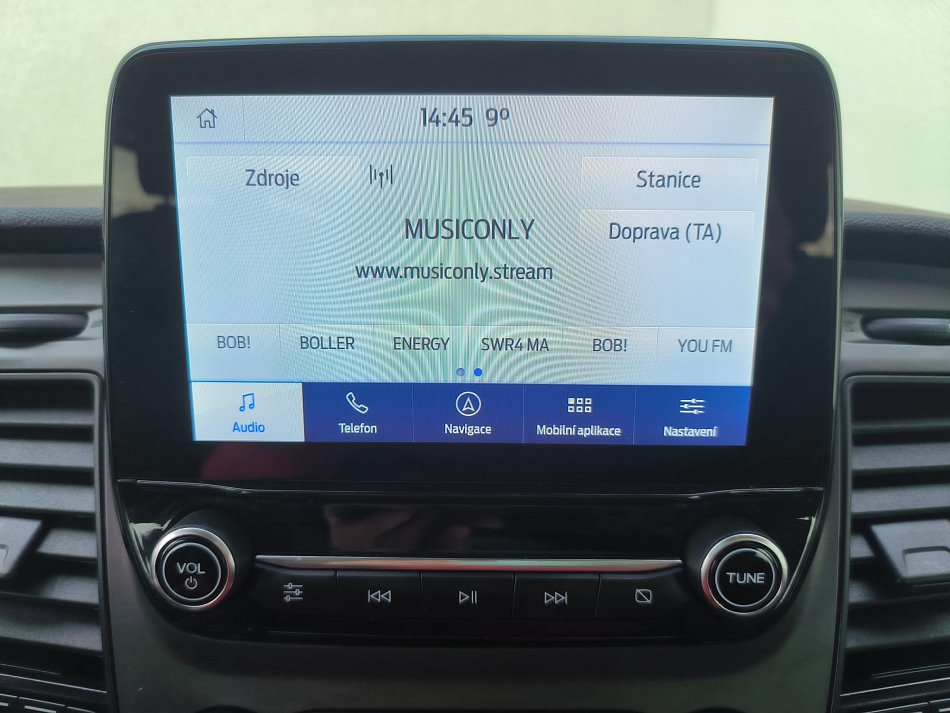 14:45 9º
Zdroje
Stanice
MUSICONLY
Doprava (TA)
www.musiconly.stream
BOB! BOLLER ENERGY SWR4 MA BOB! YOU FM
Audio Telefon Navigace Mobilní aplikace Nastavení
VOL
TUNE